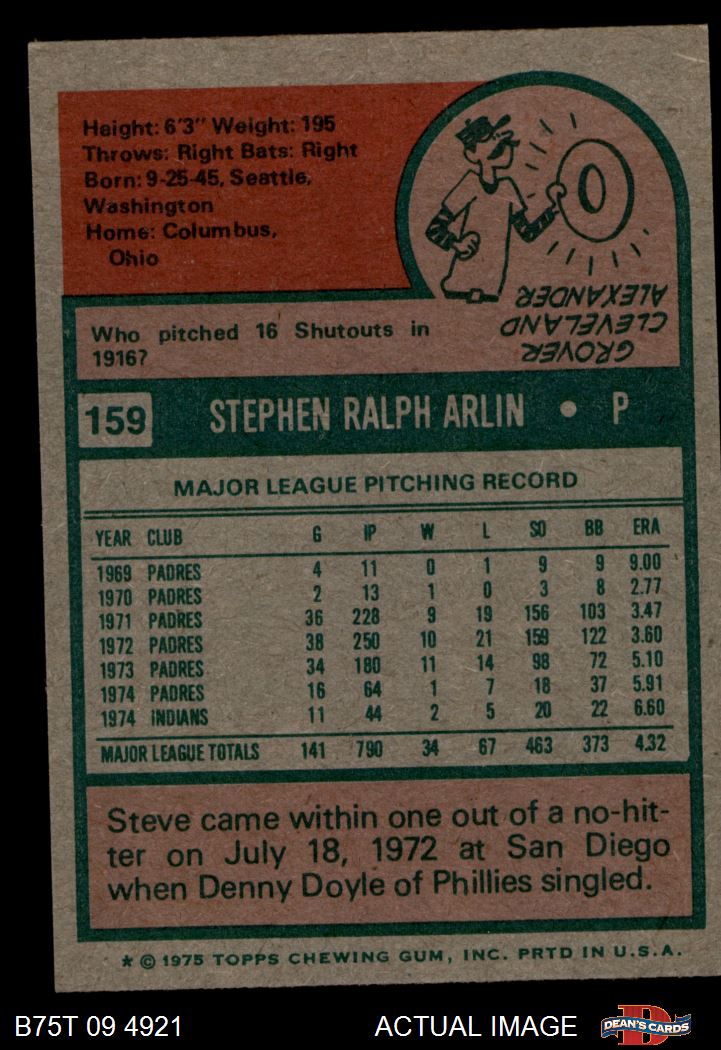 Height: 6'3" Weight: 195
Throws: Right Bats: Right
Born: 9-25-45, Seattle,
Washington
Home: Columbus,
Ohio
O
Who pitched 16 Shutouts in
1916?
GROVER
CLEVELAND
ALEXANDER
159 STEPHEN RALPH ARLIN • P
MAJOR LEAGUE PITCHING RECORD
YEAR CLUB G IP W L SO BB ERA
1969 PADRES 4 11 0 1 9 9 9.00
1970 PADRES 2 13 1 0 3 8 2.77
1971 PADRES 36 228 9 19 156 103 3.47
1972 PADRES 38 250 10 21 159 122 3.60
1973 PADRES 34 180 11 14 98 72 5.10
1974 PADRES 16 64 1 7 18 37 5.91
1974 INDIANS 11 44 2 5 20 22 6.60
MAJOR LEAGUE TOTALS 141 790 34 67 463 373 4.32
Steve came within one out of a no-hit-
ter on July 18, 1972 at San Diego
when Denny Doyle of Phillies singled.
* © 1975 TOPPS CHEWING GUM, INC. PRTD IN U.S.A.
B75T 09 4921 ACTUAL IMAGE D DEAN'S CARDS